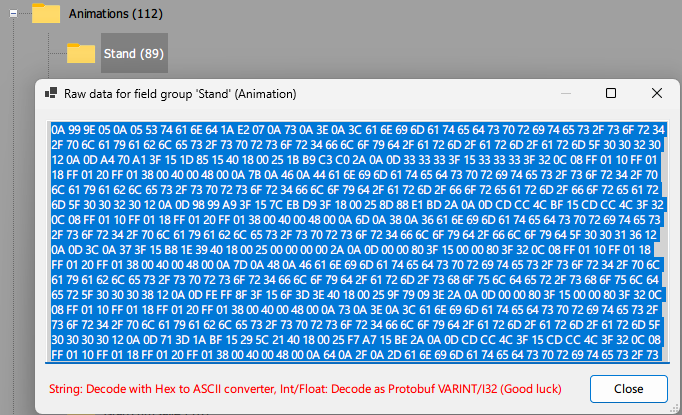 Animations (112)
Stand (89)
Raw data for field group 'Stand' (Animation)
0A 99 9E 05 0A 05 53 74 61 6E 64 1A E2 07 0A 73 0A 3E 0A 3C 61 6E 69 6D 61 74 65 64 73 70 72 69 74 65 73 2F 73 6F 72 34
2F 70 6C 61 79 61 62 6C 65 73 2F 73 70 73 72 6F 72 34 66 6C 6F 79 64 2F 61 72 6D 2F 61 72 6D 2F 61 72 6D 5F 30 30 32 30
12 0A 0D A4 70 A1 3F 15 1D 85 15 40 18 00 25 1B B9 C3 C0 2A 0A 0D 33 33 33 3F 15 33 33 33 3F 32 0C 08 FF 01 10 FF 01
18 FF 01 20 FF 01 38 00 40 00 48 00 0A 7B 0A 46 0A 44 61 6E 69 6D 61 74 65 64 73 70 72 69 74 65 73 2F 73 6F 72 34 2F 70
6C 61 79 61 62 6C 65 73 2F 73 70 73 72 6F 72 34 66 6C 6F 79 64 2F 61 72 6D 2F 66 6F 72 65 61 72 6D 2F 66 6F 72 65 61 72
6D 5F 30 30 32 30 12 0A 0D 98 99 A9 3F 15 7C EB D9 3F 18 00 25 8D 88 E1 BD 2A 0A 0D CD CC 4C BF 15 CD CC 4C 3F 32
0C 08 FF 01 10 FF 01 18 FF 01 20 FF 01 38 00 40 00 48 00 0A 6D 0A 38 0A 36 61 6E 69 6D 61 74 65 64 73 70 72 69 74 65 73
2F 73 6F 72 34 2F 70 6C 61 79 61 62 6C 65 73 2F 73 70 73 72 6F 72 34 66 6C 6F 79 64 2F 66 6C 6F 79 64 5F 30 30 31 36 12
0A 0D 3C 0A 37 3F 15 B8 1E 39 40 18 00 25 00 00 00 00 2A 0A 0D 00 00 80 3F 15 00 00 80 3F 32 0C 08 FF 01 10 FF 01 18
FF 01 20 FF 01 38 00 40 00 48 00 0A 7D 0A 48 0A 46 61 6E 69 6D 61 74 65 64 73 70 72 69 74 65 73 2F 73 6F 72 34 2F 70 6C
61 79 61 62 6C 65 73 2F 73 70 73 72 6F 72 34 66 6C 6F 79 64 2F 61 72 6D 2F 73 68 6F 75 6C 64 65 72 2F 73 68 6F 75 6C 64
65 72 5F 30 30 30 38 12 0A 0D FE FF 8F 3F 15 6F 3D 3E 40 18 00 25 9F 79 09 3E 2A 0A 0D 00 00 80 3F 15 00 00 80 3F 32 0C
08 FF 01 10 FF 01 18 FF 01 20 FF 01 38 00 40 00 48 00 0A 73 0A 3E 0A 3C 61 6E 69 6D 61 74 65 64 73 70 72 69 74 65 73 2F
73 6F 72 34 2F 70 6C 61 79 61 62 6C 65 73 2F 73 70 73 72 6F 72 34 66 6C 6F 79 64 2F 61 72 6D 2F 61 72 6D 2F 61 72 6D 5F
30 30 30 30 12 0A 0D 71 3D 1A BF 15 29 5C 21 40 18 00 25 F7 A7 15 BE 2A 0A 0D CD CC 4C 3F 15 CD CC 4C 3F 32 0C 08
FF 01 10 FF 01 18 FF 01 20 FF 01 38 00 40 00 48 00 0A 64 0A 2F 0A 2D 61 6E 69 6D 61 74 65 64 73 70 72 69 74 65 73 2F 73
String: Decode with Hex to ASCII converter, Int/Float: Decode as Protobuf VARINT/I32 (Good luck)
Close